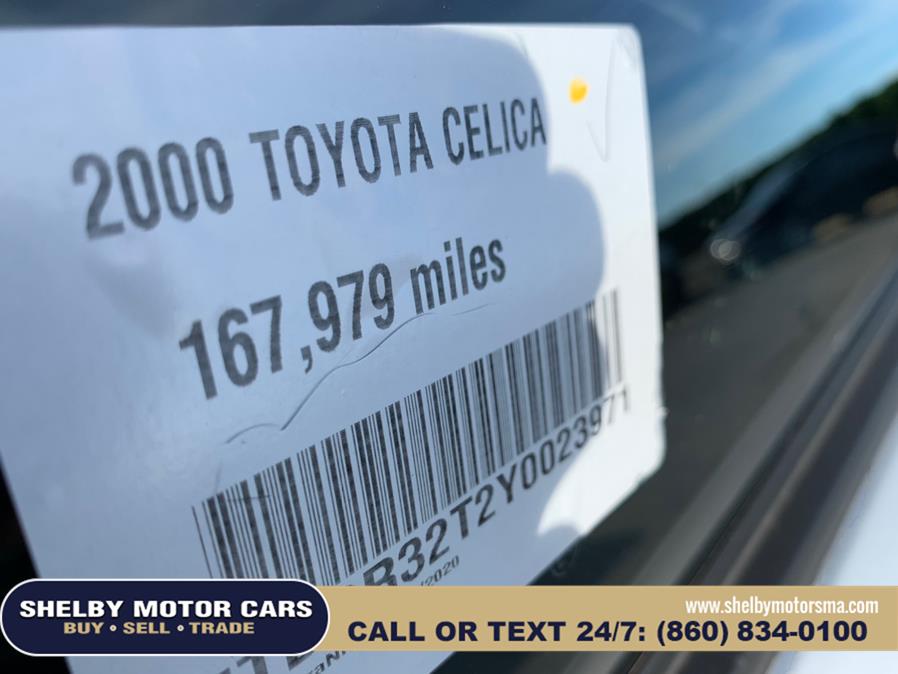 2000 TOYOTA CELICA
167,979 miles
R32T2Y0023971
/2020
SHELBY MOTOR CARS
BUY • SELL • TRADE
www.shelbymotorsma.com
CALL OR TEXT 24/7: (860) 834-0100